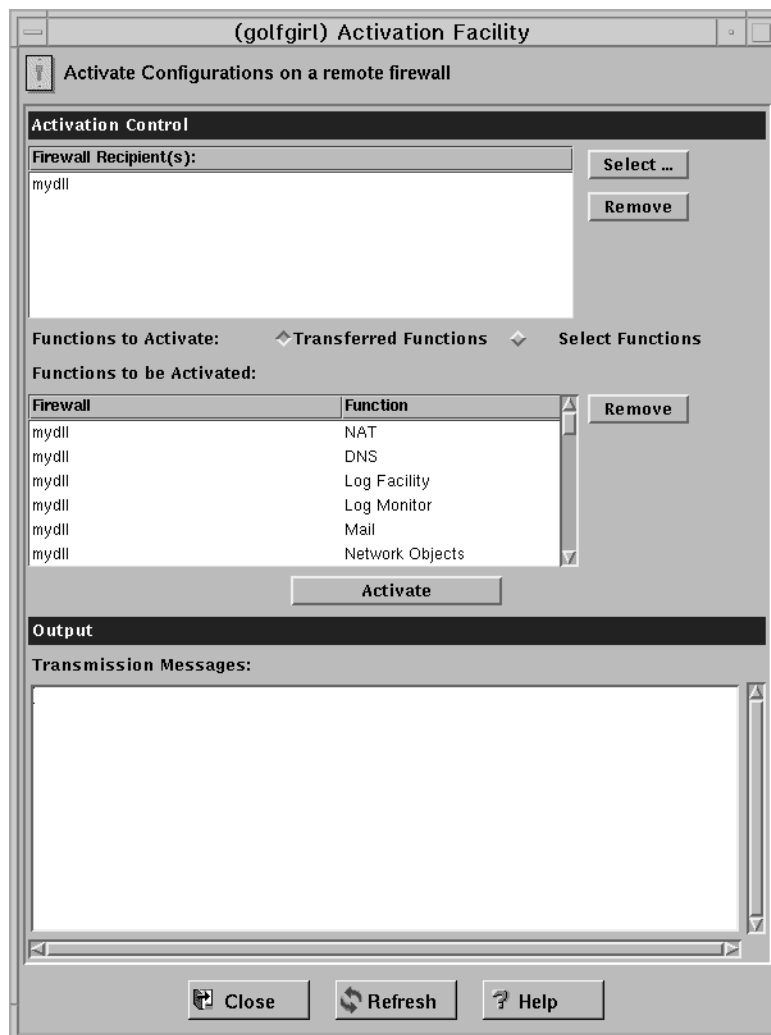 (golfgirl) Activation Facility
Activate Configurations on a remote firewall
Activation Control
Firewall Recipient(s):
Select ...
mydll
Remove
Functions to Activate: Transferred Functions Select Functions
Functions to be Activated:
Firewall Function
Remove
mydll NAT
mydll DNS
mydll Log Facility
mydll Log Monitor
mydll Mail
mydll Network Objects
Activate
Output
Transmission Messages:
Close Refresh Help